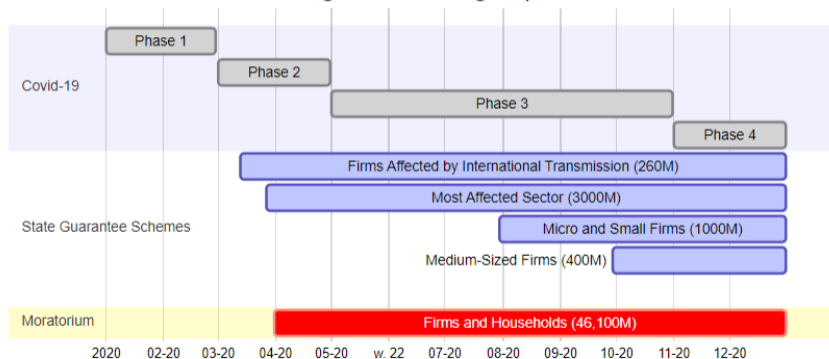 Phase 1
Phase 2
Covid-19
Phase 3
Phase 4
Firms Affected by International Transmission (260M)
Most Affected Sector (3000M)
State Guarantee Schemes
Micro and Small Firms (1000M)
Medium-Sized Firms (400M)
Moratorium
Firms and Households (46,100M)
2020 02-20 03-20 04-20 05-20 w. 22 07-20 08-20 09-20 10-20 11-20 12-20